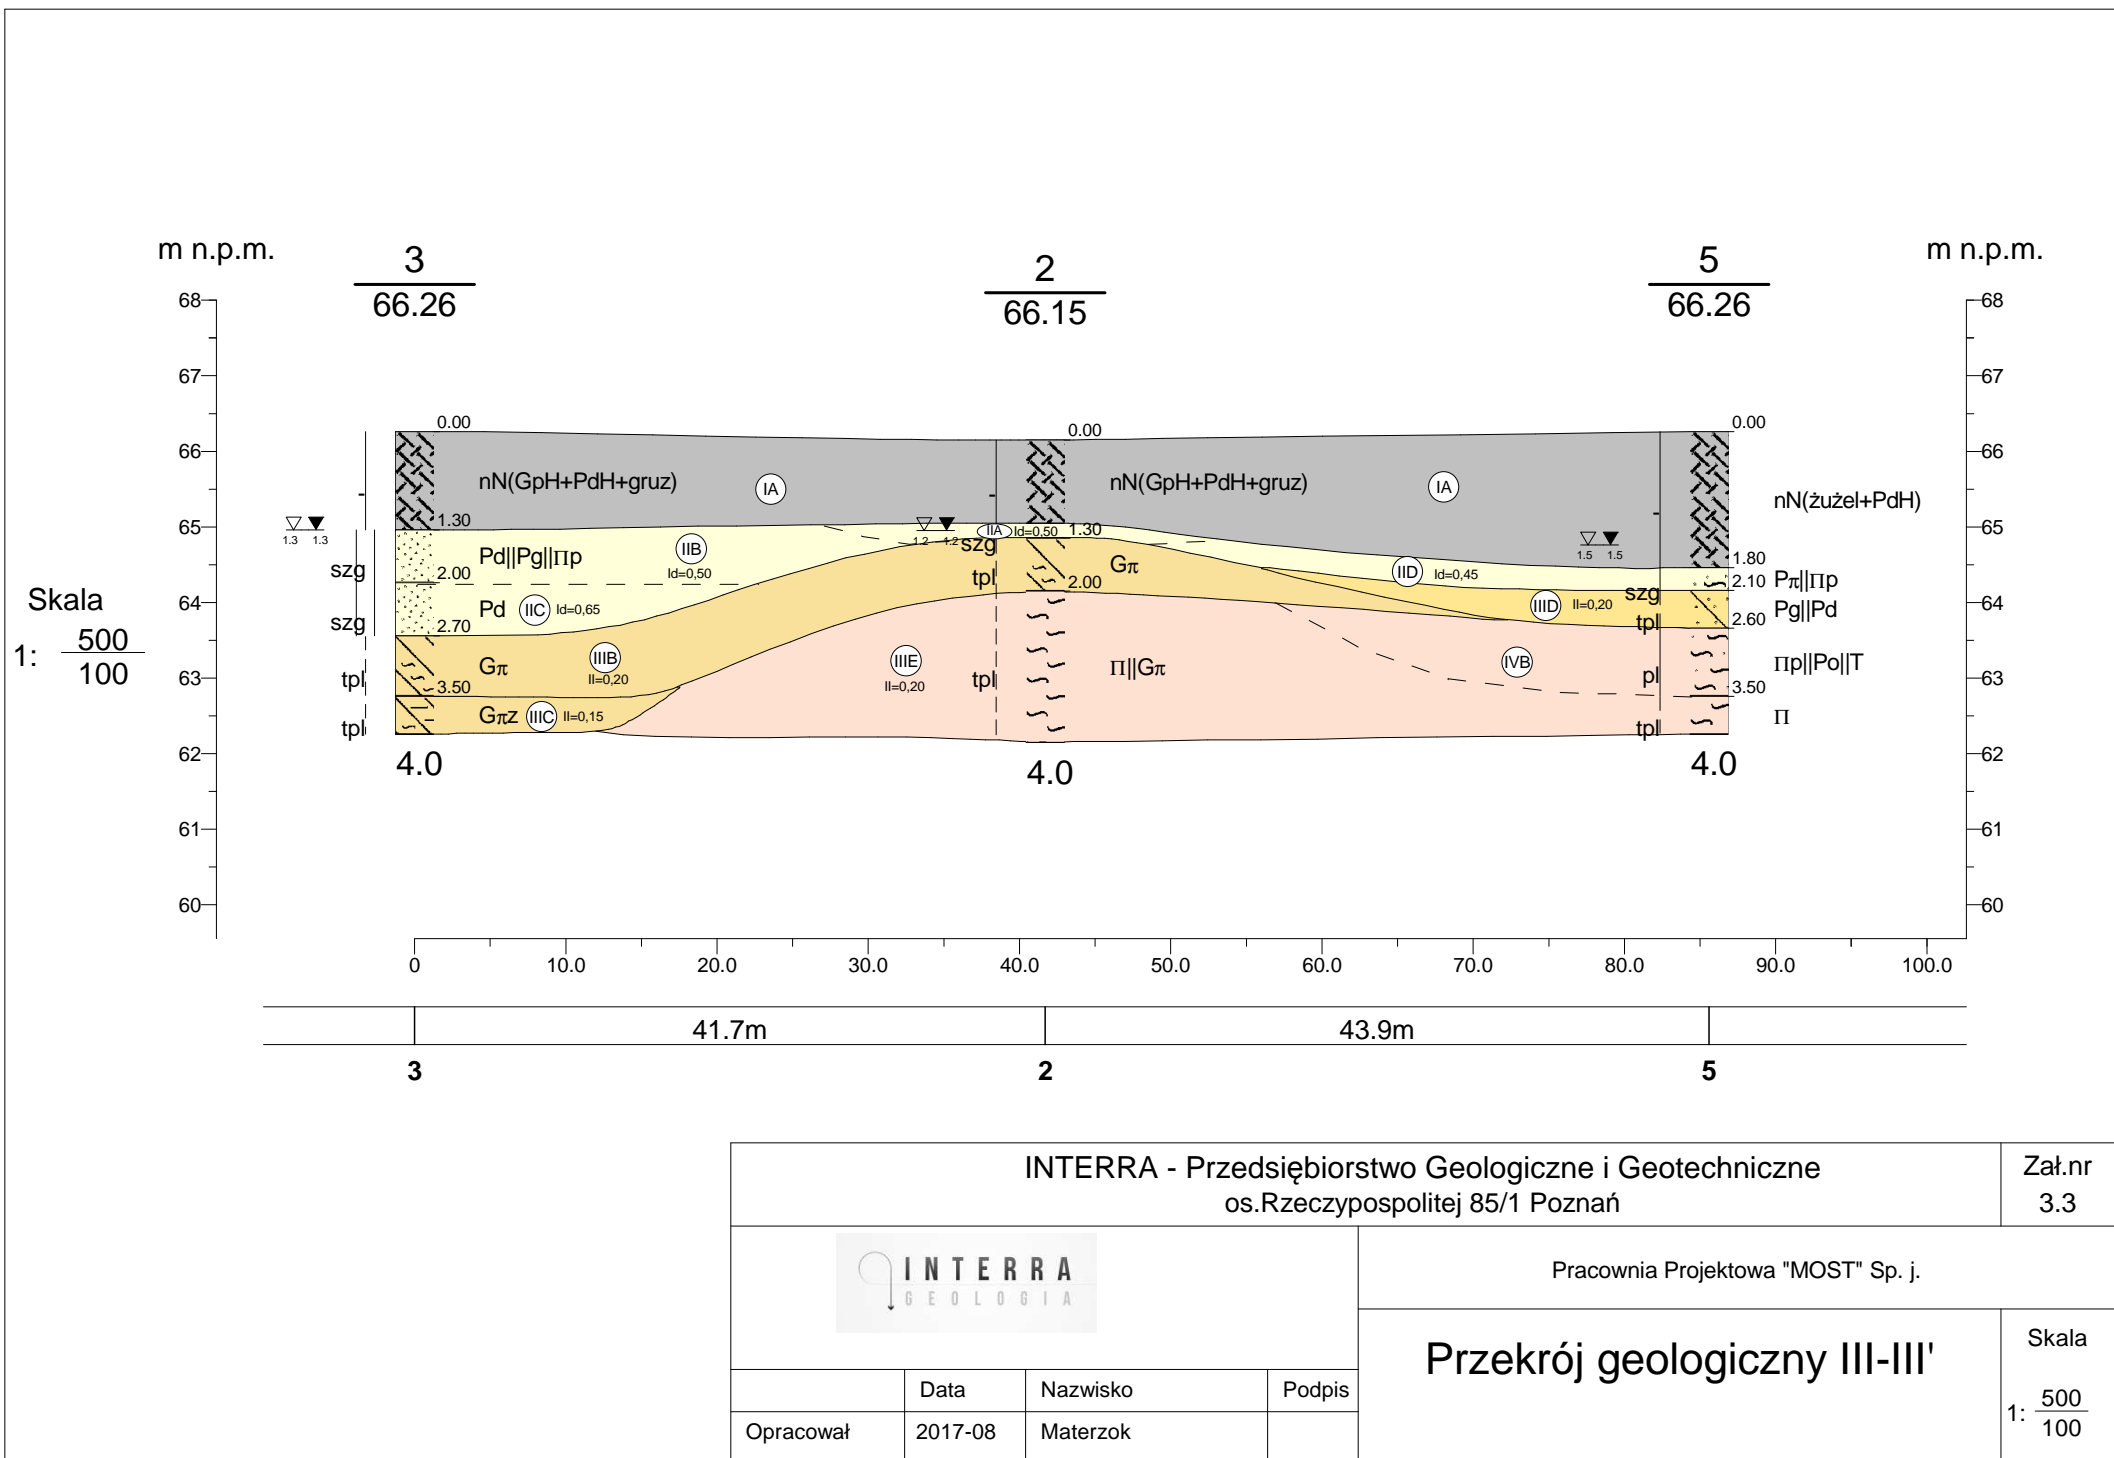 m n.p.m.
m n.p.m.
3
66.26
2
66.15
5
66.26
68
67
66
65
64
63
62
61
60
68
67
66
65
64
63
62
61
60
Skala
1: 500
100
0.00
nN(GpH+PdH+gruz)
IA
-
1.30
1.3 1.3
Pd||Pg||Πp
IIB
Id=0,50
szg
2.00
Pd
IIC
Id=0,65
szg
2.70
Gπ
IIIB
Il=0,20
tpl
3.50
Gπz
IIIC
Il=0,15
tpl
4.0
0.00
nN(GpH+PdH+gruz)
IA
-
1.2 1.2
IIA
Id=0,50
1.30
szg
Gπ
tpl
2.00
IIIE
Il=0,20
tpl
Π||Gπ
4.0
0.00
nN(żużel+PdH)
-
1.5 1.5
1.80
IID
Id=0,45
szg
2.10
Pπ||Πp
IIID
Il=0,20
tpl
2.60
Pg||Pd
IVB
pl
Πp||Po||T
3.50
tpl
Π
4.0
0 10.0 20.0 30.0 40.0 50.0 60.0 70.0 80.0 90.0 100.0
41.7m 43.9m
3 2 5
INTERRA - Przedsiębiorstwo Geologiczne i Geotechniczne
os.Rzeczypospolitej 85/1 Poznań
Zał.nr
3.3
INTERRA
GEOLOGIA
Pracownia Projektowa "MOST" Sp. j.
Przekrój geologiczny III-III'
Skala
1: 500
100
Data Nazwisko Podpis
Opracował 2017-08 Materzok